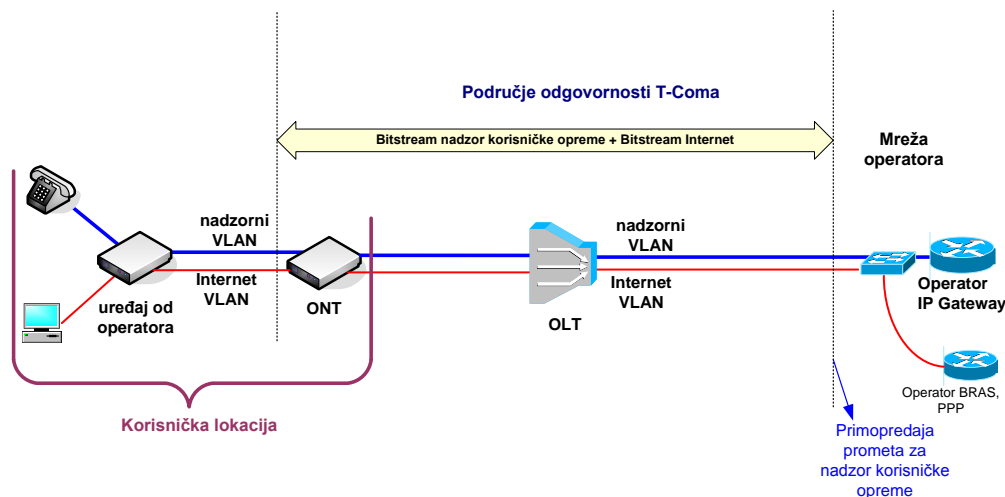 Područje odgovornosti T-Coma
Bitstream nadzor korisničke opreme + Bitstream Internet
Mreža
operatora
nadzorni
VLAN
Internet
VLAN
uređaj od
operatora
ONT
OLT
nadzorni
VLAN
Internet
VLAN
Operator
IP Gateway
Operator BRAS,
PPP
Korisnička lokacija
Primopredaja
prometa za
nadzor korisničke
opreme